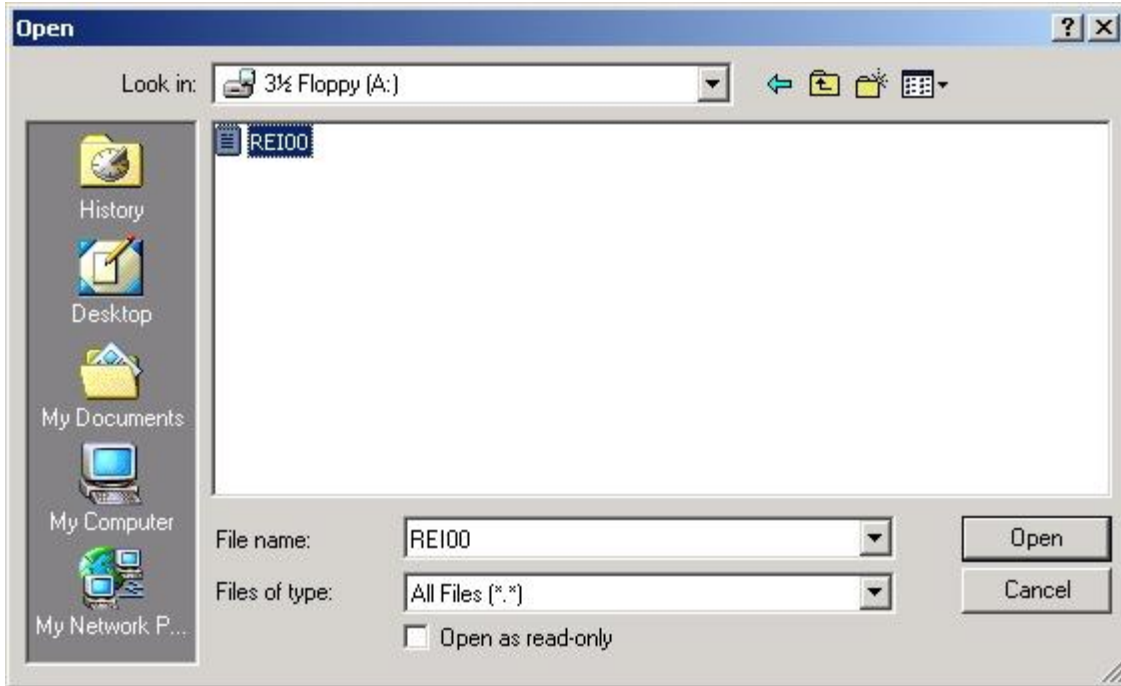 Open
Look in: 3½ Floppy (A:)
REI00
History
Desktop
My Documents
My Computer
My Network P...
File name: REI00 Open
Files of type: All Files (*.*) Cancel
Open as read-only